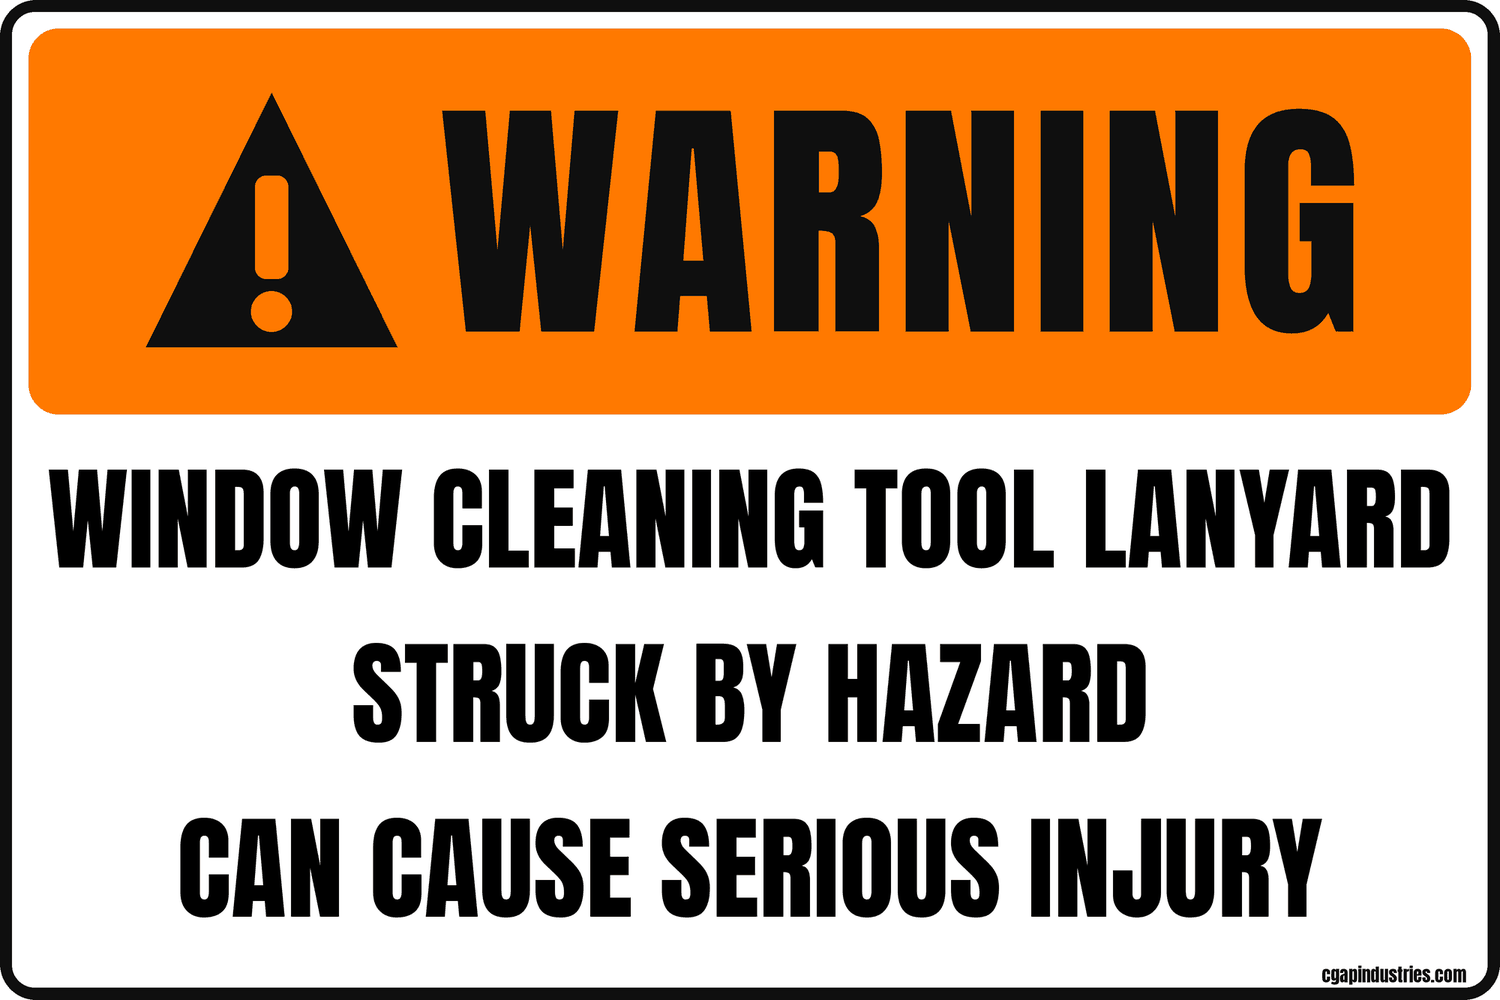 WARNING
WINDOW CLEANING TOOL LANYARD
STRUCK BY HAZARD
CAN CAUSE SERIOUS INJURY
cgapindustries.com